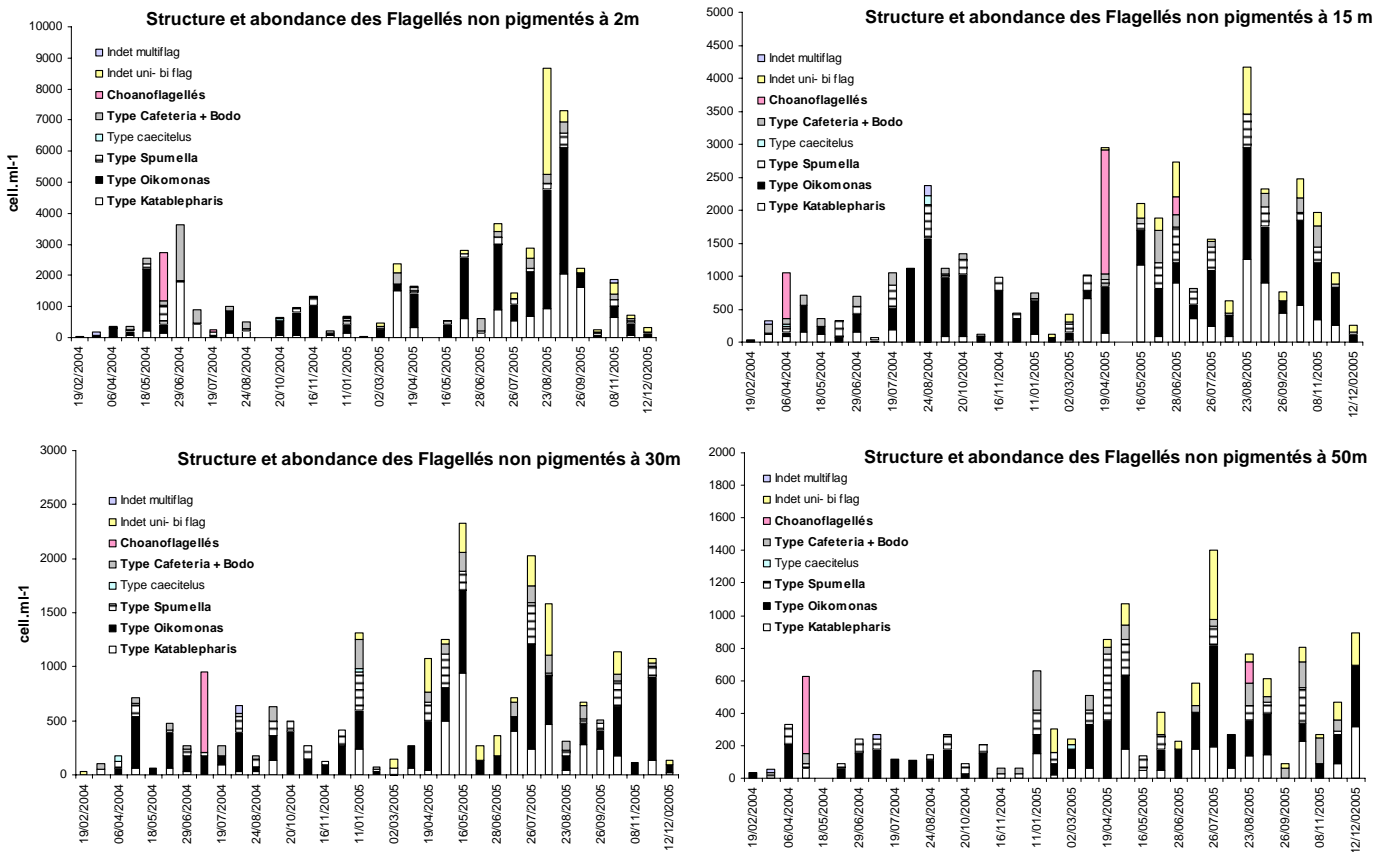 Structure et abondance des Flagellés non pigmentés à 2m
10000
9000
8000
7000
6000
5000
4000
3000
2000
1000
0
cell.ml-1
Indet multiflag
Indet uni- bi flag
Choanoflagellés
Type Cafeteria + Bodo
Type caecitelus
Type Spumella
Type Oikomonas
Type Katablepharis
19/02/2004
06/04/2004
18/05/2004
29/06/2004
19/07/2004
24/08/2004
20/10/2004
16/11/2004
11/01/2005
02/03/2005
19/04/2005
16/05/2005
28/06/2005
26/07/2005
23/08/2005
26/09/2005
08/11/2005
12/12/02005
Structure et abondance des Flagellés non pigmentés à 15 m
5000
4500
4000
3500
3000
2500
2000
1500
1000
500
0
Indet multiflag
Indet uni- bi flag
Choanoflagellés
Type Cafeteria + Bodo
Type caecitelus
Type Spumella
Type Oikomonas
Type Katablepharis
19/02/2004
06/04/2004
18/05/2004
29/06/2004
19/07/2004
24/08/2004
20/10/2004
16/11/2004
11/01/2005
02/03/2005
19/04/2005
16/05/2005
28/06/2005
26/07/2005
23/08/2005
26/09/2005
08/11/2005
12/12/02005
Structure et abondance des Flagellés non pigmentés à 30m
3000
2500
2000
1500
1000
500
0
cell.ml-1
Indet multiflag
Indet uni- bi flag
Choanoflagellés
Type Cafeteria + Bodo
Type caecitelus
Type Spumella
Type Oikomonas
Type Katablepharis
19/02/2004
06/04/2004
18/05/2004
29/06/2004
19/07/2004
24/08/2004
20/10/2004
16/11/2004
11/01/2005
02/03/2005
19/04/2005
16/05/2005
28/06/2005
26/07/2005
23/08/2005
26/09/2005
08/11/2005
12/12/02005
Structure et abondance des Flagellés non pigmentés à 50m
2000
1800
1600
1400
1200
1000
800
600
400
200
0
Indet multiflag
Indet uni- bi flag
Choanoflagellés
Type Cafeteria + Bodo
Type caecitelus
Type Spumella
Type Oikomonas
Type Katablepharis
19/02/2004
06/04/2004
18/05/2004
29/06/2004
19/07/2004
24/08/2004
20/10/2004
16/11/2004
11/01/2005
02/03/2005
19/04/2005
16/05/2005
28/06/2005
26/07/2005
23/08/2005
26/09/2005
08/11/2005
12/12/02005